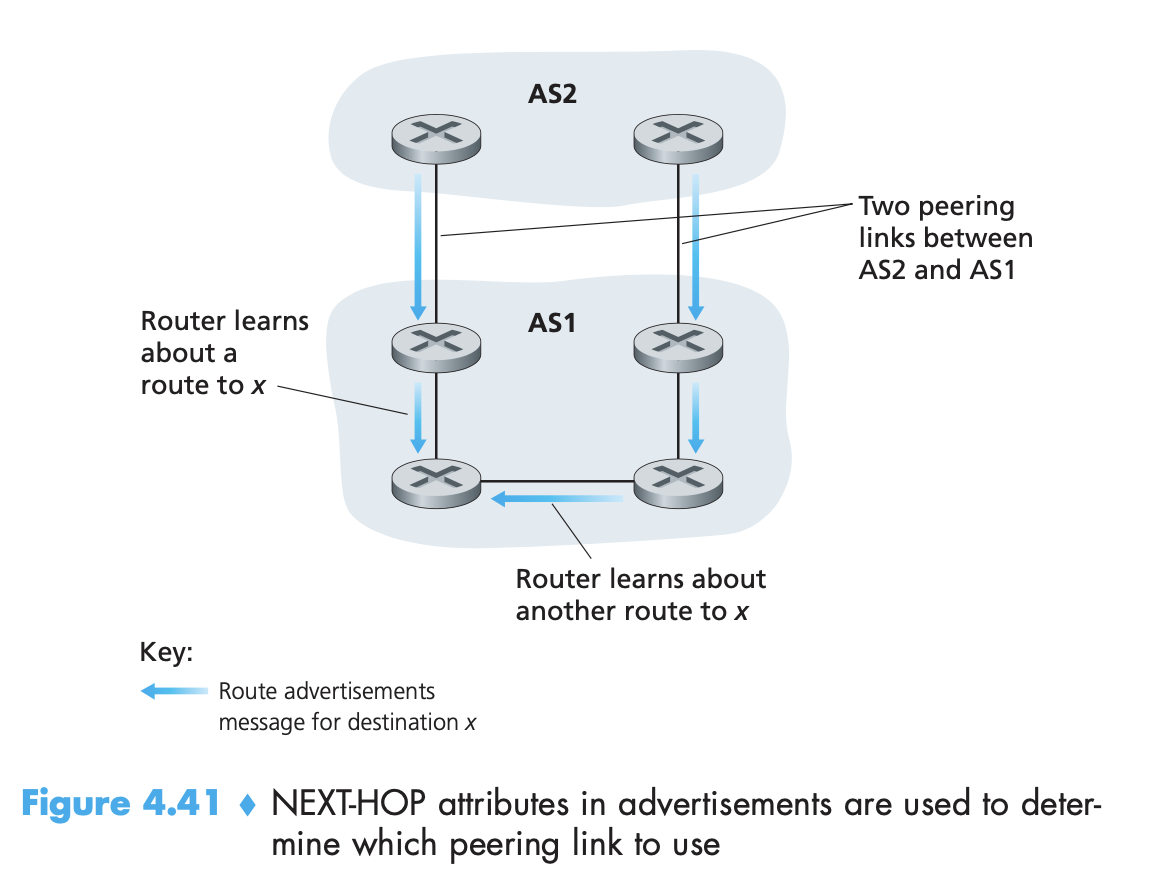 AS2
Two peering
links between
AS2 and AS1
Router learns
about a
route to x
AS1
Router learns about
another route to x
Key:
Route advertisements
message for destination x
Figure 4.41 ♦ NEXT-HOP attributes in advertisements are used to deter-
mine which peering link to use